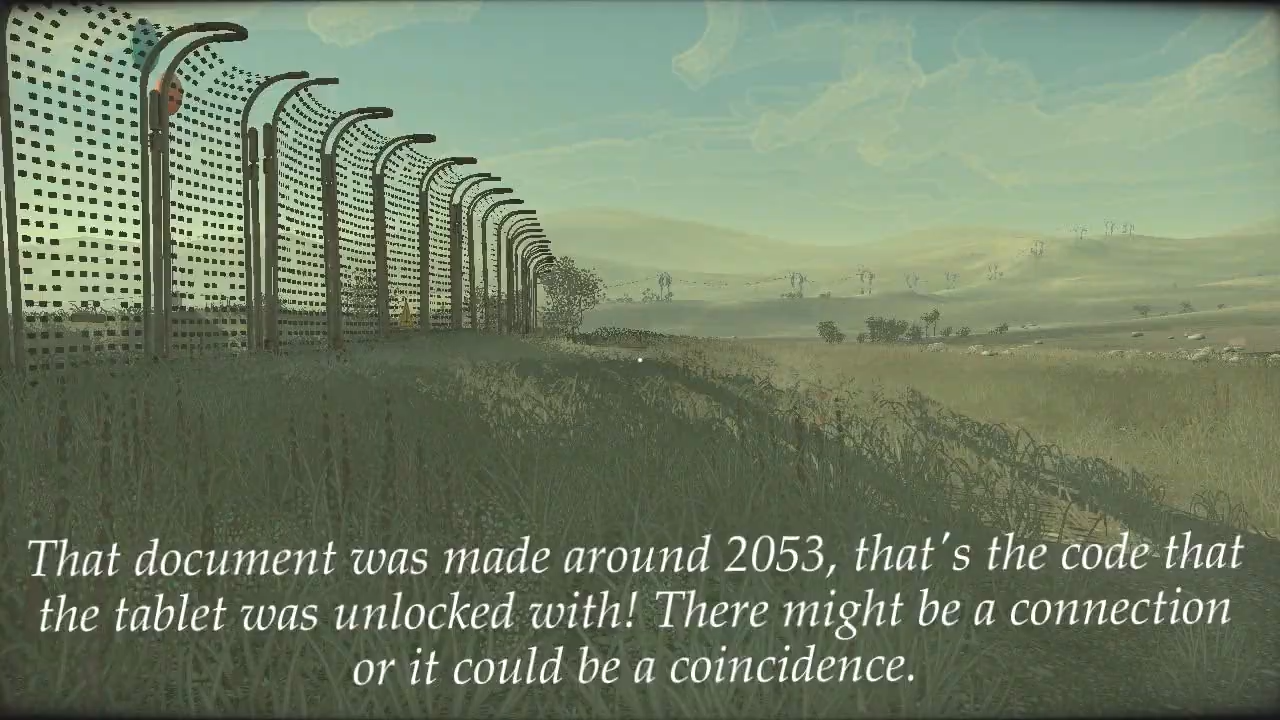 That document was made around 2053, that's the code that
the tablet was unlocked with! There might be a connection
or it could be a coincidence.